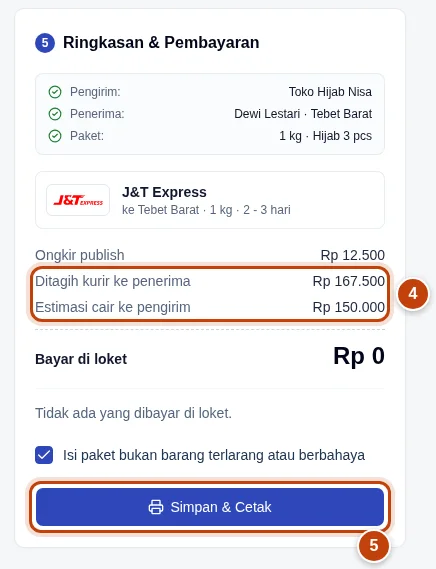 5 Ringkasan & Pembayaran
Pengirim: Toko Hijab Nisa
Penerima: Dewi Lestari · Tebet Barat
Paket: 1 kg · Hijab 3 pcs
J&T EXPRESS
J&T Express
ke Tebet Barat · 1 kg · 2 - 3 hari
Ongkir publish Rp 12.500
Ditagih kurir ke penerima Rp 167.500
4
Estimasi cair ke pengirim Rp 150.000
Bayar di loket Rp 0
Tidak ada yang dibayar di loket.
Isi paket bukan barang terlarang atau berbahaya
Simpan & Cetak
5